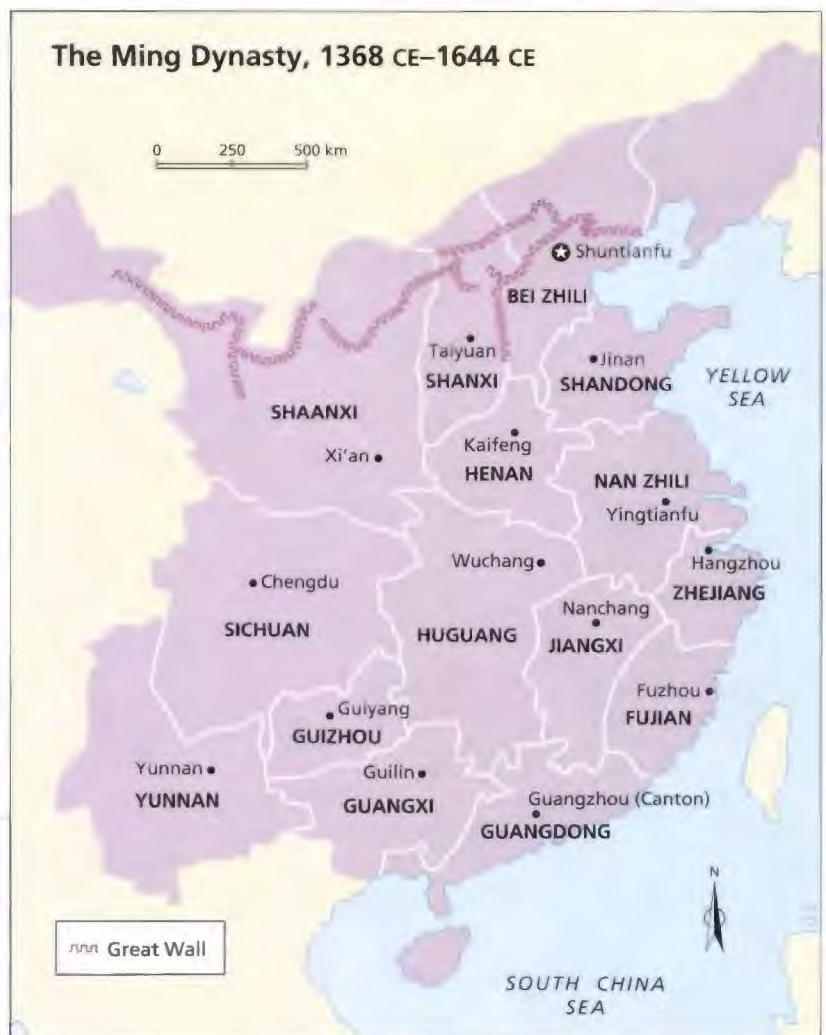 The Ming Dynasty, 1368 CE–1644 CE
0 250 500 km
Shuntianfu
BEI ZHILI
Taiyuan
SHANXI
Jinan
SHANDONG
YELLOW
SEA
SHAANXI
Xi'an
Kaifeng
HENAN
NAN ZHILI
Yingtianfu
Wuchang
Hangzhou
ZHEJIANG
Chengdu
SICHUAN
HUGUANG
Nanchang
JIANGXI
Fuzhou
FUJIAN
Guiyang
GUIZHOU
Yunnan
YUNNAN
Guilin
GUANGXI
Guangzhou (Canton)
GUANGDONG
N
Great Wall
SOUTH CHINA
SEA